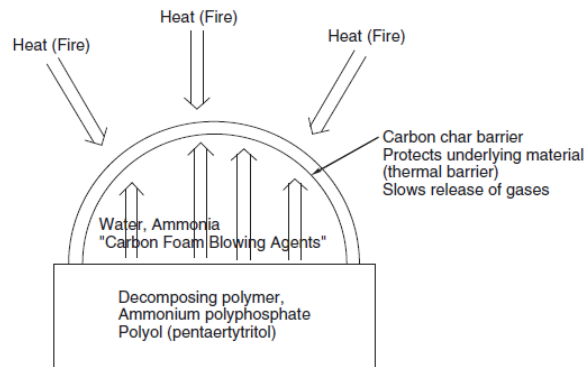 Heat (Fire)
Heat (Fire)
Heat (Fire)
Carbon char barrier
Protects underlying material
(thermal barrier)
Slows release of gases
Water, Ammonia
"Carbon Foam Blowing Agents"
Decomposing polymer,
Ammonium polyphosphate
Polyol (pentaertytritol)